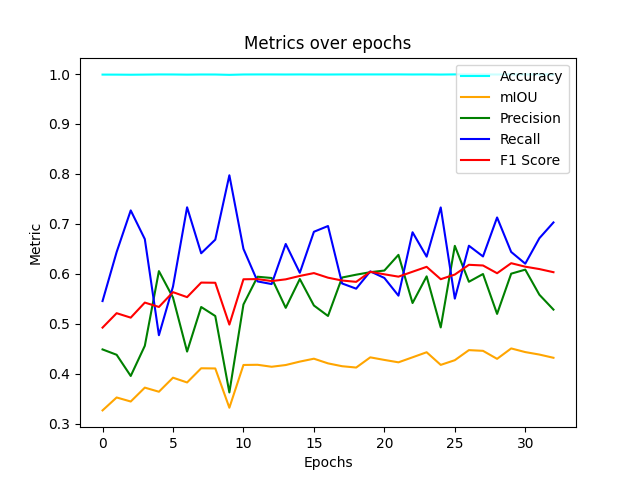 Metrics over epochs
1.0
0.9
0.8
0.7
0.6
0.5
0.4
0.3
Metric
Accuracy
mIOU
Precision
Recall
F1 Score
0 5 10 15 20 25 30
Epochs